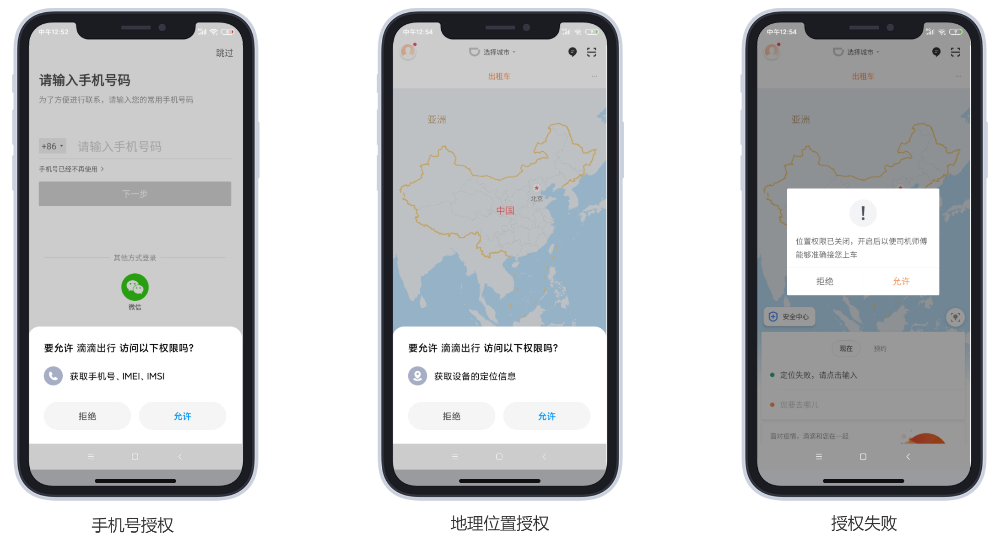 中午12:52
HD
8
跳过
请输入手机号码
为了方便进行联系，请输入您的常用手机号码
+86
请输入手机号码
手机号已经不再使用 >
下一步
其他方式登录
微信
要允许 滴滴出行 访问以下权限吗?
获取手机号、IMEI、IMSI
拒绝 允许
手机号授权
中午12:54
HD
9
选择城市
出租车
...
亚洲
北京
中国
要允许 滴滴出行 访问以下权限吗?
获取设备的定位信息
拒绝 允许
地理位置授权
中午12:54
HD
9
选择城市
出租车
...
亚洲
!
位置权限已关闭，开启后以便司机师傅
能够准确接您上车
拒绝 允许
安全中心
现在 预约
定位失败，请点击输入
您要去哪儿
面对疫情，滴滴和您在一起
授权失败